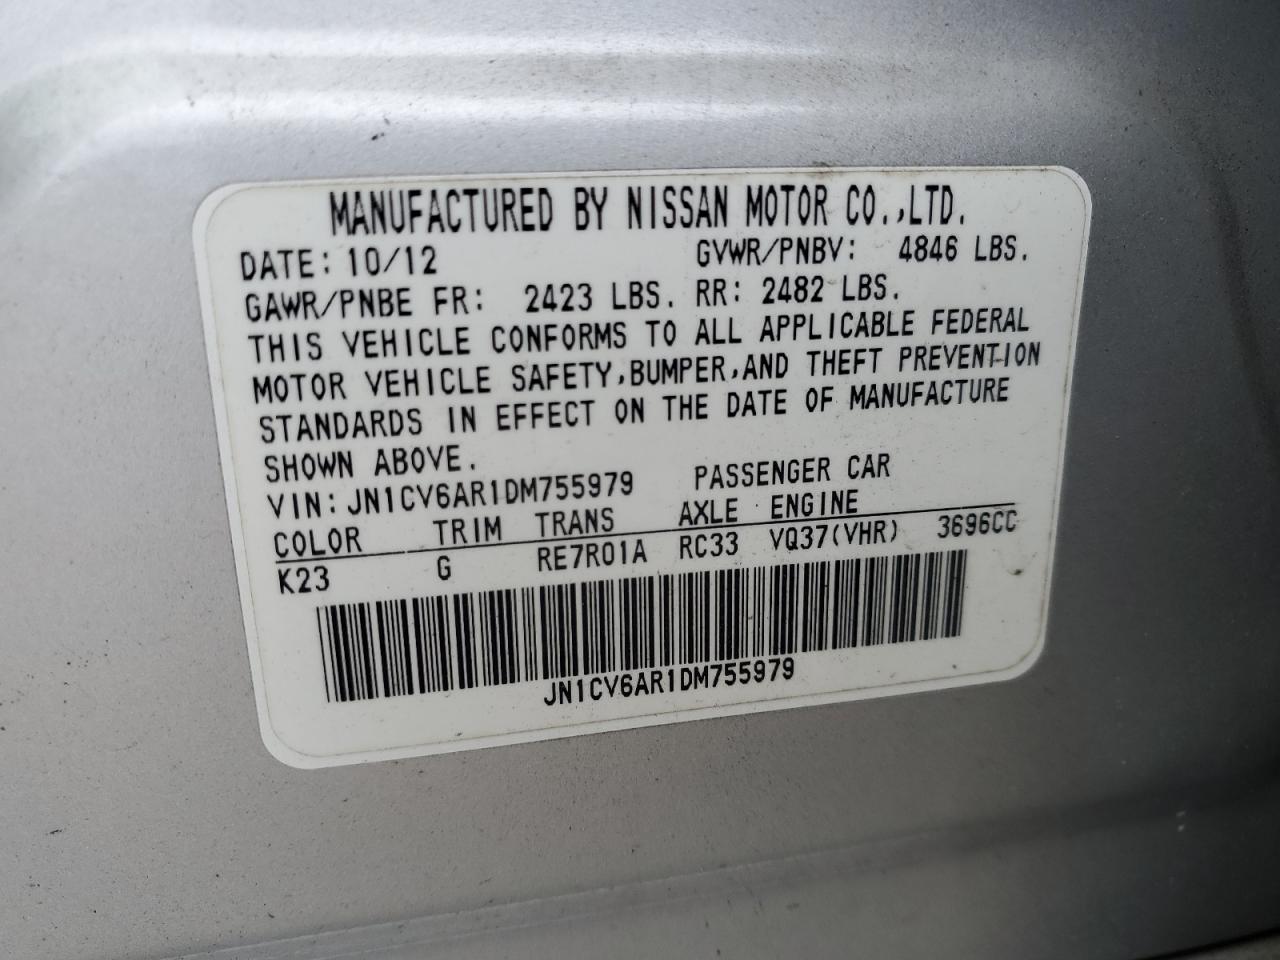 MANUFACTURED BY NISSAN MOTOR CO.,LTD.
DATE: 10/12 GVWR/PNBV: 4846 LBS.
GAWR/PNBE FR: 2423 LBS. RR: 2482 LBS.
THIS VEHICLE CONFORMS TO ALL APPLICABLE FEDERAL
MOTOR VEHICLE SAFETY,BUMPER,AND THEFT PREVENTION
STANDARDS IN EFFECT ON THE DATE OF MANUFACTURE
SHOWN ABOVE.
VIN:JN1CV6AR1DM755979 PASSENGER CAR
COLOR TRIM TRANS AXLE ENGINE
K23 G RE7R01A RC33 VQ37(VHR) 3696CC
JN1CV6AR1DM755979